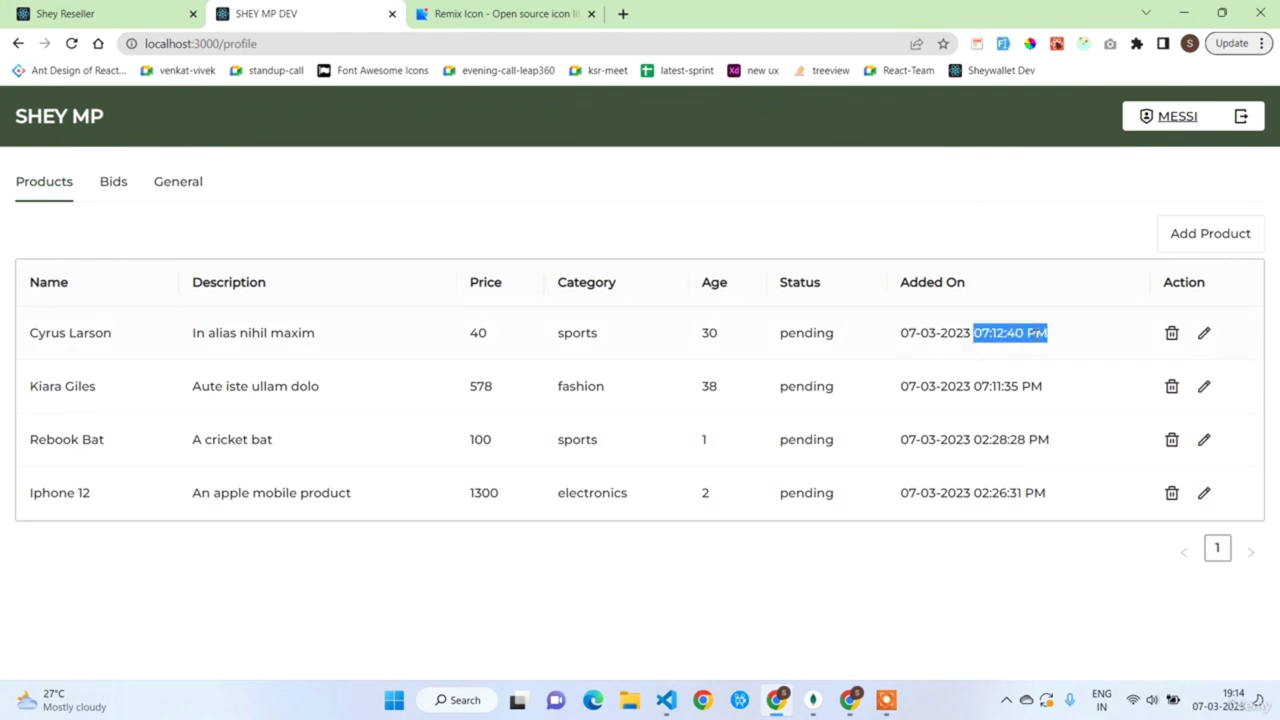 Shey Reseller
SHEY MP DEV
Remix Icon - Open source icon li
localhost:3000/profile
S
Update
Ant Design of React...
venkat-vivek
standup-call
Font Awesome Icons
evening-call-leap360
ksr-meet
latest-sprint
Xd new ux
treeview
React-Team
Sheywallet Dev
SHEY MP
MESSI
Products Bids General
Add Product
Name Description Price Category Age Status Added On Action
Cyrus Larson In alias nihil maxim 40 sports 30 pending 07-03-2023 07:12:40 PM
Kiara Giles Aute iste ullam dolo 578 fashion 38 pending 07-03-2023 07:11:35 PM
Rebook Bat A cricket bat 100 sports 1 pending 07-03-2023 02:28:28 PM
Iphone 12 An apple mobile product 1300 electronics 2 pending 07-03-2023 02:26:31 PM
< 1 >
27°C
Mostly cloudy
Search
ENG
IN
19:14
07-03-2023